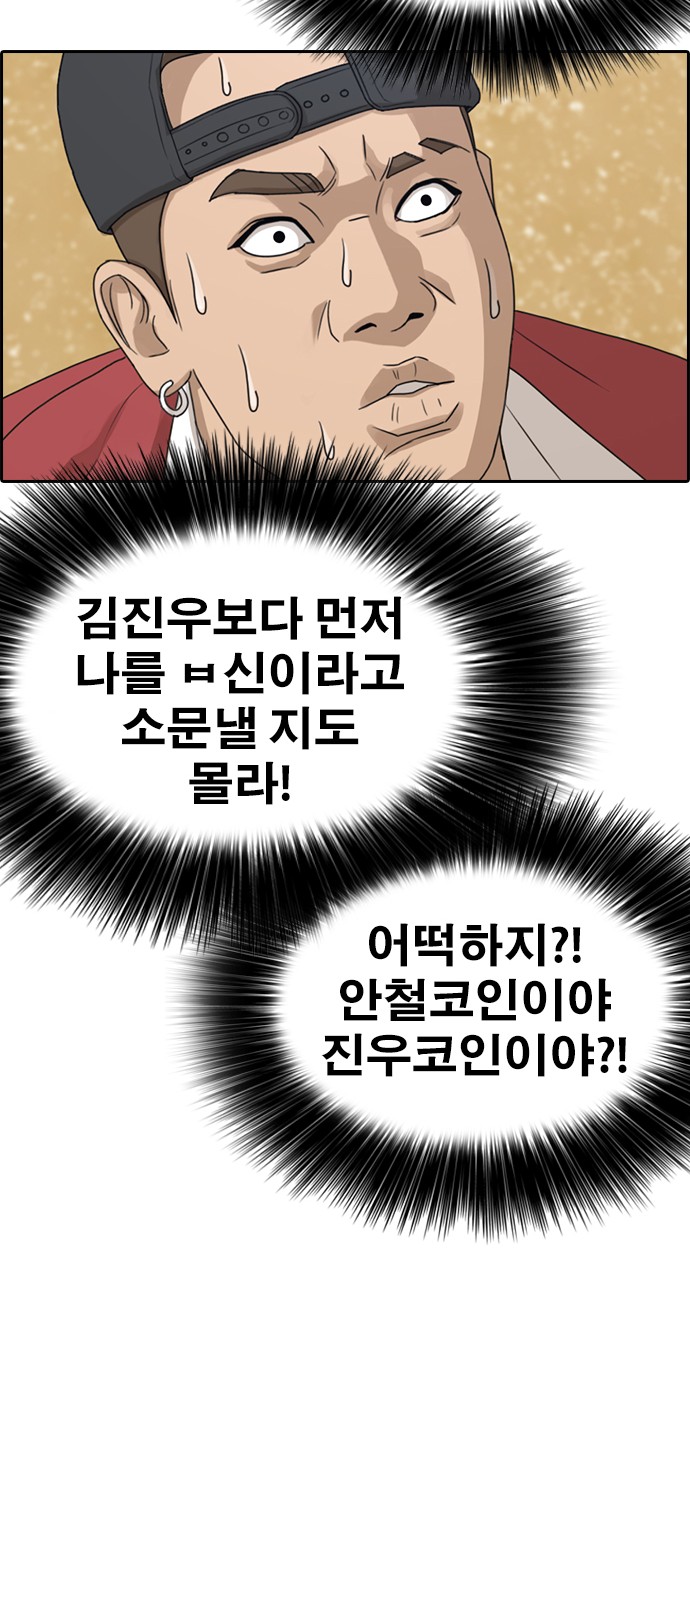 김진우보다 먼저
나를 ㅂ신이라고
소문낼 지도
몰라!
어떡하지?!
안철코인이야
진우코인이야?!